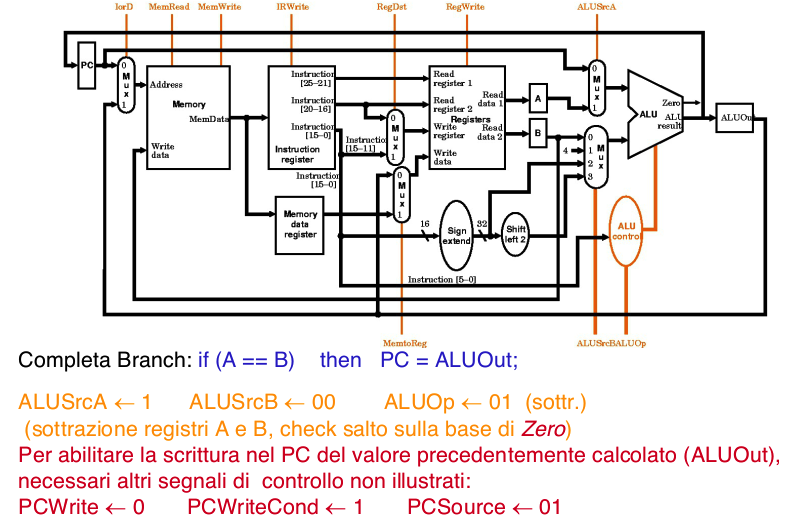 IorD MemRead MemWrite IRWrite RegDst RegWrite ALUSrcA
PC
0
M
u
x
1
Address
Memory
MemData
Write
data
Instruction
[25–21]
Instruction
[20–16]
Instruction
[15–0]
Instruction
register
Instruction
[15–11]
Instruction
[15–0]
Memory
data
register
0
M
u
x
1
0
M
u
x
1
Read
register 1
Read
register 2
Registers
Write
register
Write
data
Read
data 1
Read
data 2
A
B
4
0
M
u
x
1
0
1
2
3
M
u
x
Zero
ALU
ALU
result
ALUOut
16
Sign
extend
32
Shift
left 2
ALU
control
Instruction [5–0]
MemtoReg ALUSrcBALUOp
Completa Branch: if (A == B) then PC = ALUOut;
ALUSrcA ← 1 ALUSrcB ← 00 ALUOp ← 01 (sottr.)
(sottrazione registri A e B, check salto sulla base di Zero)
Per abilitare la scrittura nel PC del valore precedentemente calcolato (ALUOut),
necessari altri segnali di controllo non illustrati:
PCWrite ← 0 PCWriteCond ← 1 PCSource ← 01